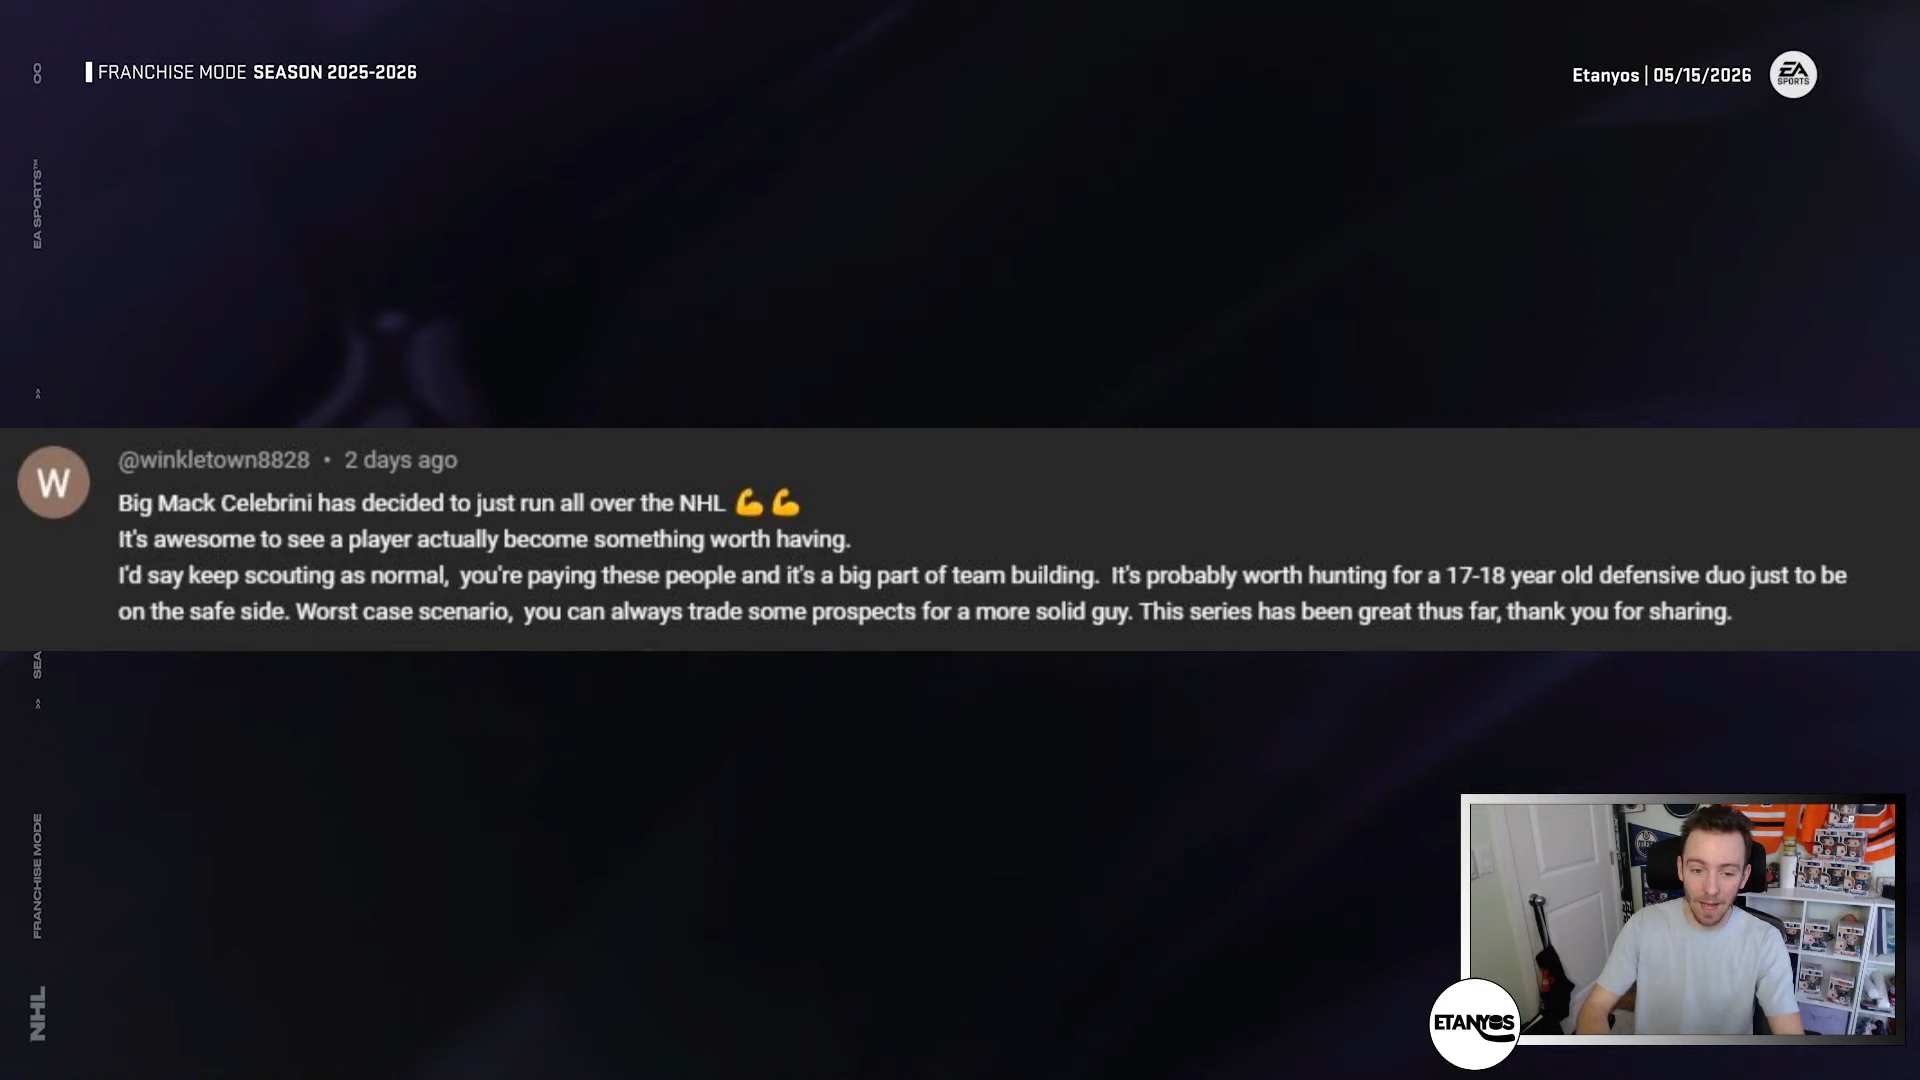 FRANCHISE MODE SEASON 2025-2026
Etanyos | 05/15/2026
EA SPORTS
EA SPORTS™
@winkletown8828 • 2 days ago
W
Big Mack Celebrini has decided to just run all over the NHL 💪💪
It's awesome to see a player actually become something worth having.
I'd say keep scouting as normal, you're paying these people and it's a big part of team building. It's probably worth hunting for a 17-18 year old defensive duo just to be
on the safe side. Worst case scenario, you can always trade some prospects for a more solid guy. This series has been great thus far, thank you for sharing.
SEA
FRANCHISE MODE
NHL
ETANYOS